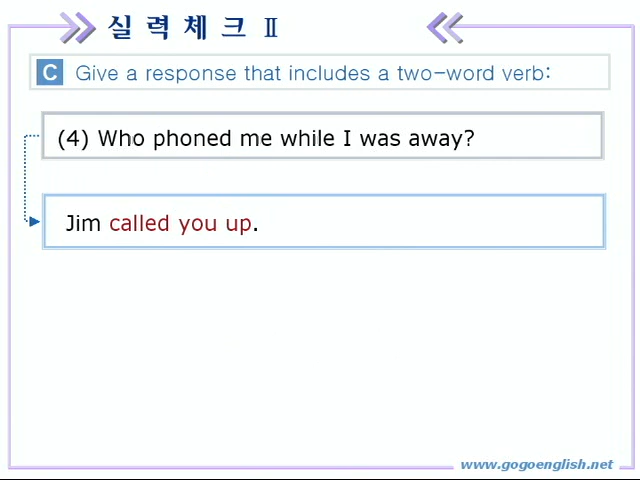 실력체크 Ⅱ
C Give a response that includes a two-word verb:
(4) Who phoned me while I was away?
Jim called you up.
www.gogoenglish.net